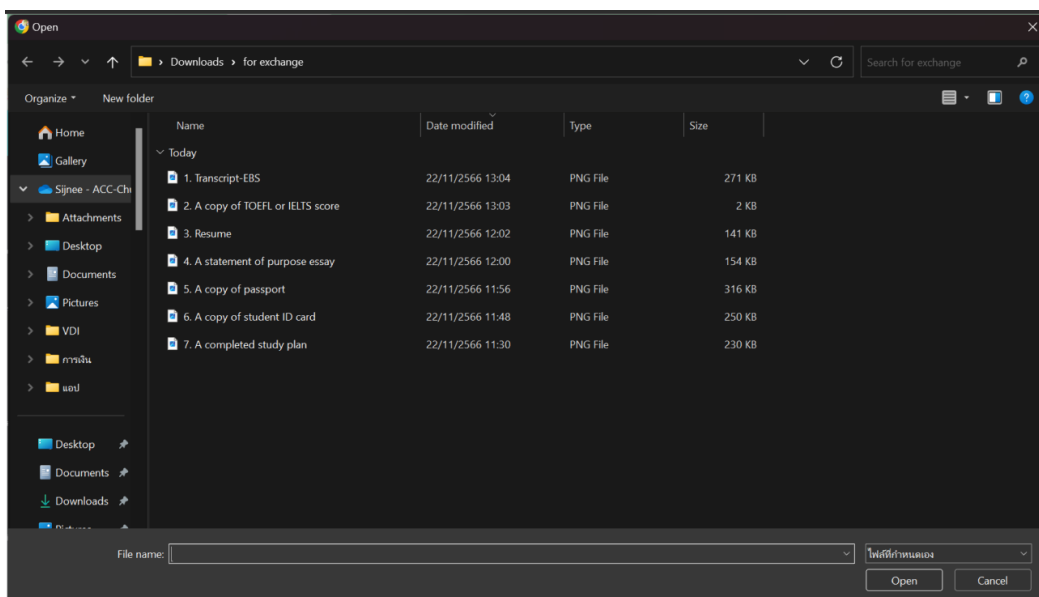 Open
Downloads › for exchange
Search for exchange
Organize
New folder
Home
Gallery
Sijnee - ACC-Chu
Attachments
Desktop
Documents
Pictures
VDI
การเงิน
แอป
Desktop
Documents
Downloads
Pictures
Name Date modified Type Size
Today
1. Transcript-EBS 22/11/2566 13:04 PNG File 271 KB
2. A copy of TOEFL or IELTS score 22/11/2566 13:03 PNG File 2 KB
3. Resume 22/11/2566 12:02 PNG File 141 KB
4. A statement of purpose essay 22/11/2566 12:00 PNG File 154 KB
5. A copy of passport 22/11/2566 11:56 PNG File 316 KB
6. A copy of student ID card 22/11/2566 11:48 PNG File 250 KB
7. A completed study plan 22/11/2566 11:30 PNG File 230 KB
File name:
ไฟล์ที่กำหนดเอง
Open
Cancel